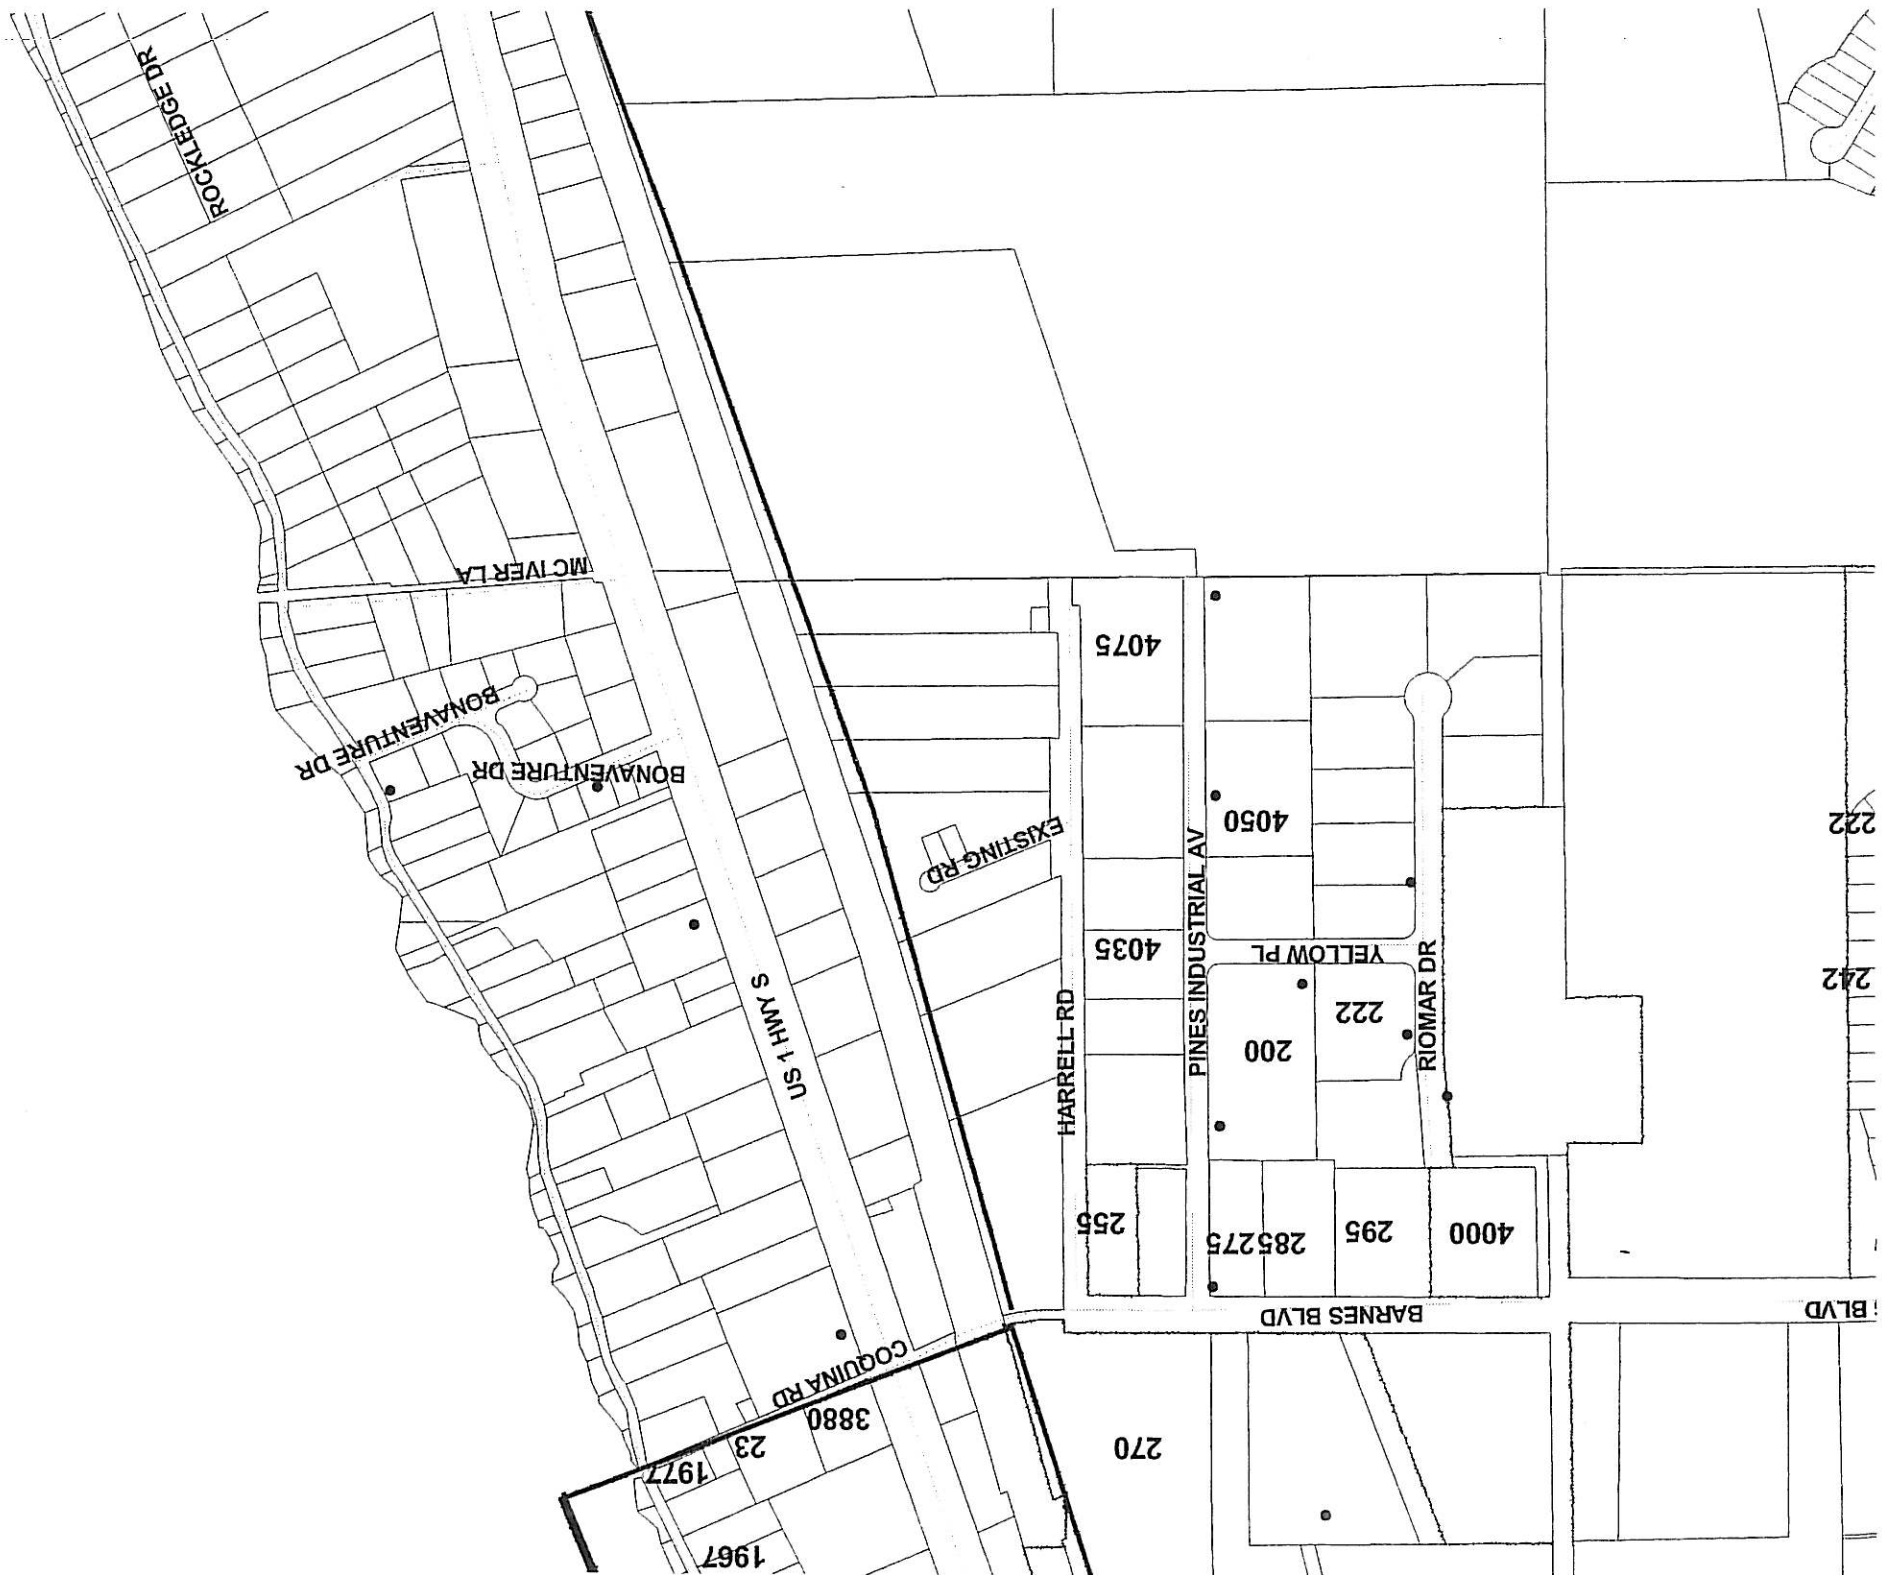 1967
1977
23
3880
COQUINA RD
270
BARNES BLVD
BLVD
4000
295
285
275
255
HARRELL RD
PINES INDUSTRIAL AV
RIOMAR DR
US 1 HWY S
200
222
YELLOW PL
242
4035
4050
222
EXISTING RD
BONAVENTURE DR
BONAVENTURE DR
4075
MC IVER LA
ROCKLEDGE DR